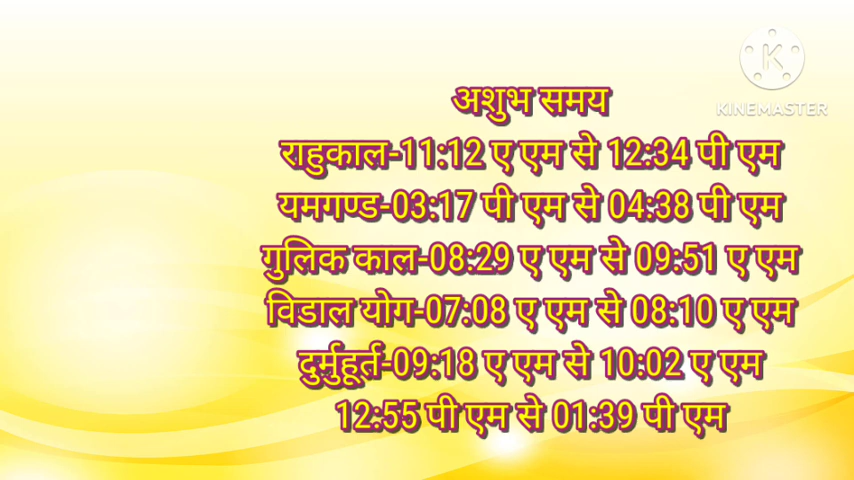 KINEMASTER
अशुभ समय
राहुकाल-11:12 ए एम से 12:34 पी एम
यमगण्ड-03:17 पी एम से 04:38 पी एम
गुलिक काल-08:29 ए एम से 09:51 ए एम
विडाल योग-07:08 ए एम से 08:10 ए एम
दुर्मुहूर्त-09:18 ए एम से 10:02 ए एम
12:55 पी एम से 01:39 पी एम